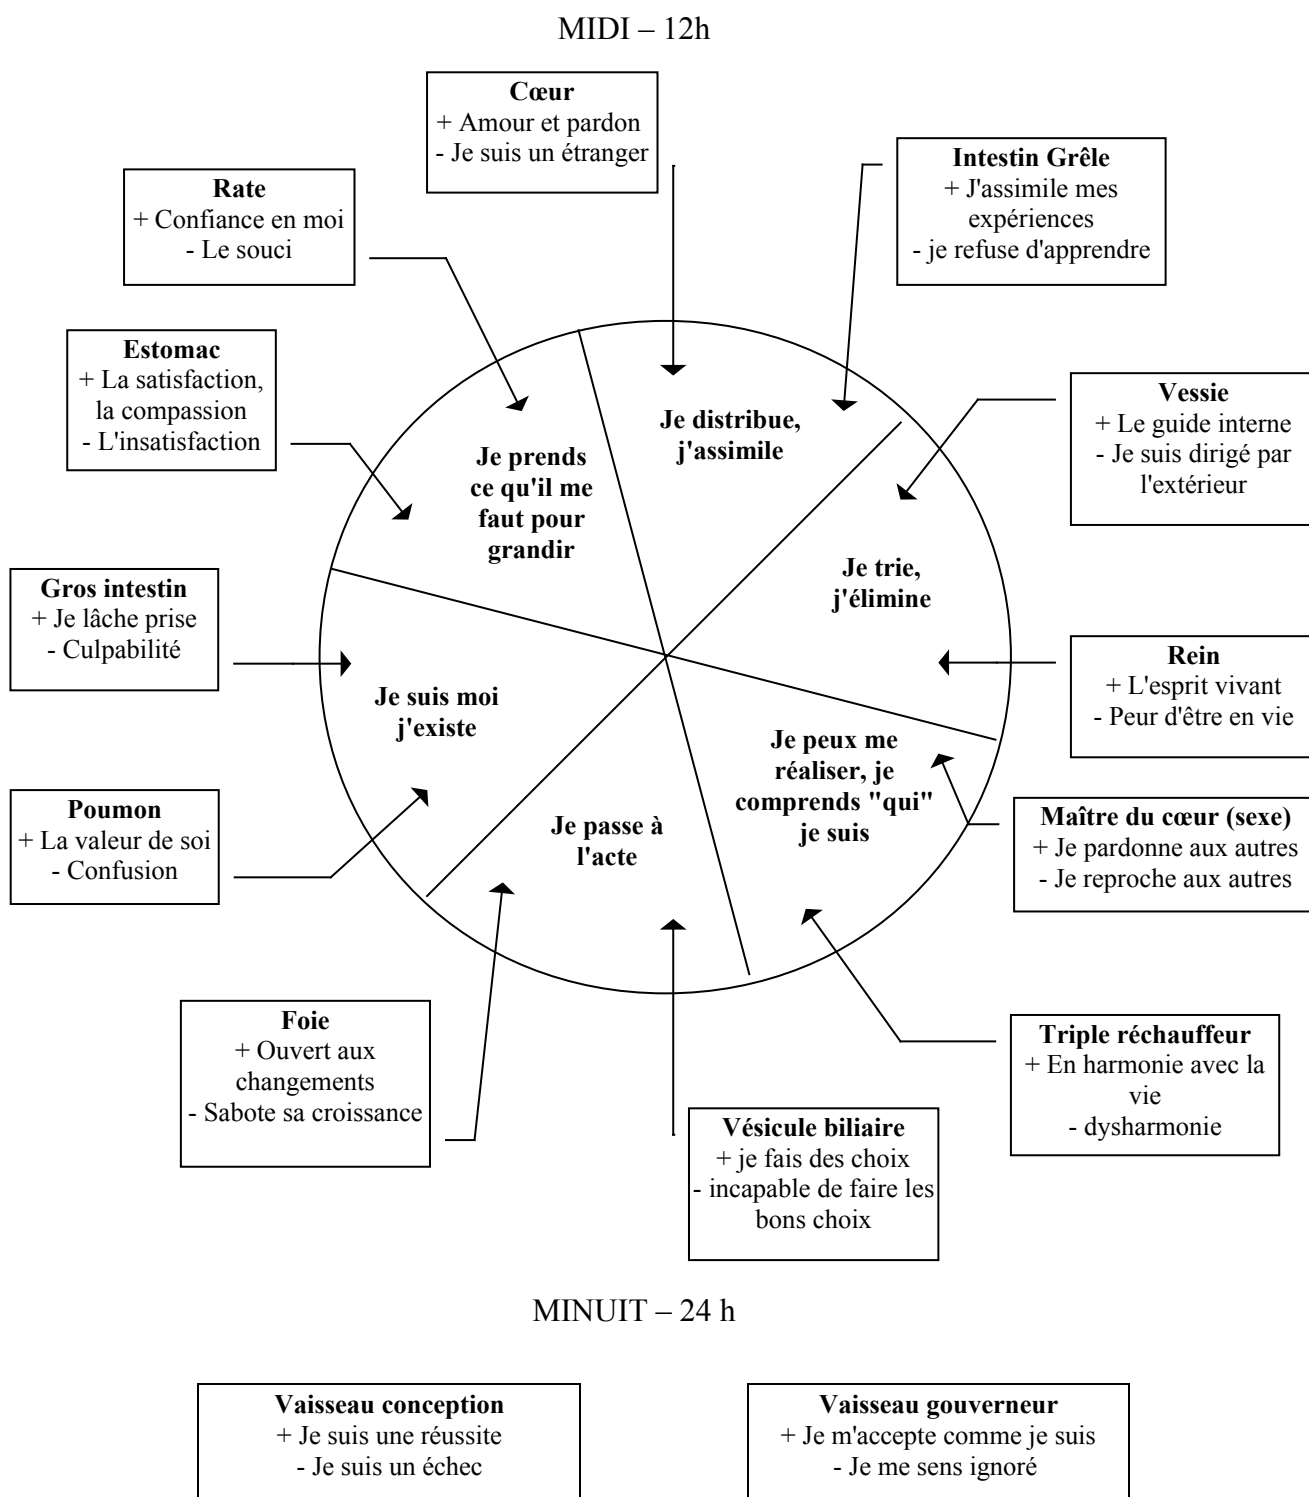 MIDI – 12h
Cœur
+ Amour et pardon
- Je suis un étranger
Intestin Grêle
+ J'assimile mes
expériences
- je refuse d'apprendre
Rate
+ Confiance en moi
- Le souci
Estomac
+ La satisfaction,
la compassion
- L'insatisfaction
Vessie
+ Le guide interne
- Je suis dirigé par
l'extérieur
Je distribue,
j'assimile
Je prends
ce qu'il me
faut pour
grandir
Je trie,
j'élimine
Gros intestin
+ Je lâche prise
- Culpabilité
Rein
+ L'esprit vivant
- Peur d'être en vie
Je suis moi
j'existe
Je peux me
réaliser, je
comprends "qui"
je suis
Poumon
+ La valeur de soi
- Confusion
Je passe à
l'acte
Maître du cœur (sexe)
+ Je pardonne aux autres
- Je reproche aux autres
Foie
+ Ouvert aux
changements
- Sabote sa croissance
Triple réchauffeur
+ En harmonie avec la
vie
- dysharmonie
Vésicule biliaire
+ je fais des choix
- incapable de faire les
bons choix
MINUIT – 24 h
Vaisseau conception
+ Je suis une réussite
- Je suis un échec
Vaisseau gouverneur
+ Je m'accepte comme je suis
- Je me sens ignoré